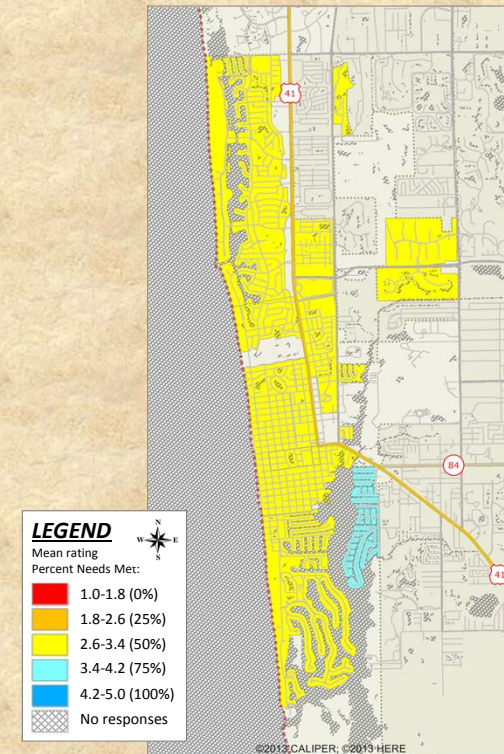 41
84
41
LEGEND
N
W E
S
Mean rating
Percent Needs Met:
1.0-1.8 (0%)
1.8-2.6 (25%)
2.6-3.4 (50%)
3.4-4.2 (75%)
4.2-5.0 (100%)
No responses
©2013 CALIPER; ©2013 HERE